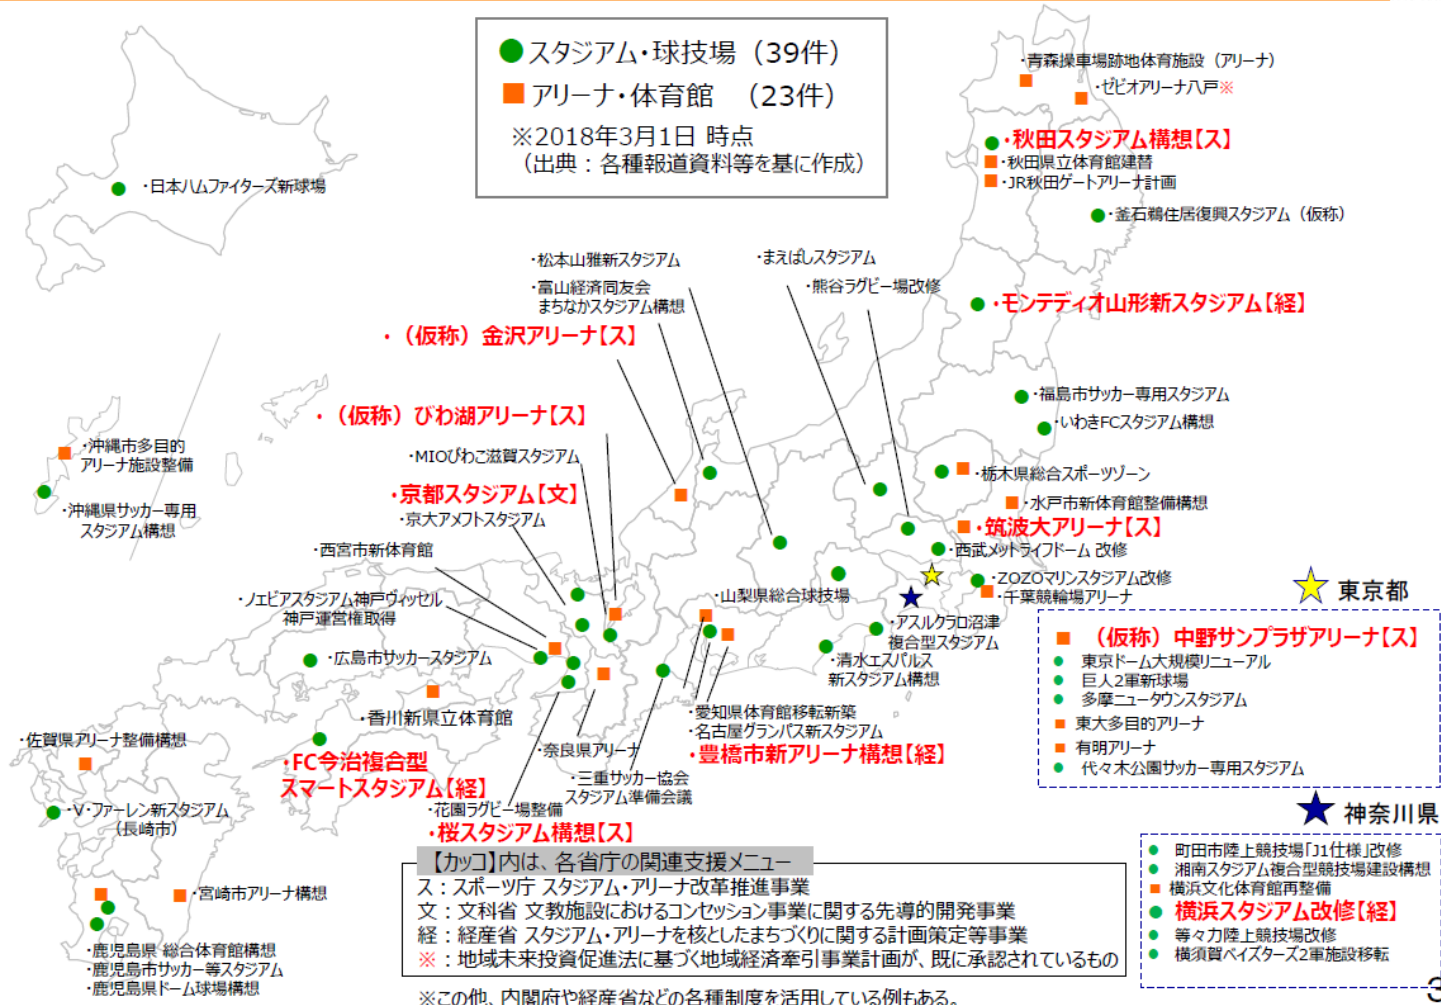 ●スタジアム・球技場（39件）
■アリーナ・体育館　（23件）
※2018年3月1日 時点
（出典：各種報道資料等を基に作成）
・青森操車場跡地体育施設（アリーナ）
・ゼビオアリーナ八戸※
・秋田スタジアム構想【ス】
・秋田県立体育館建替
・JR秋田ゲートアリーナ計画
・日本ハムファイターズ新球場
・釜石鵜住居復興スタジアム（仮称）
・松本山雅新スタジアム
・まえばしスタジアム
・富山経済同友会
まちなかスタジアム構想
・熊谷ラグビー場改修
・モンテディオ山形新スタジアム【経】
・（仮称）金沢アリーナ【ス】
・福島市サッカー専用スタジアム
・（仮称）びわ湖アリーナ【ス】
・いわきFCスタジアム構想
・沖縄市多目的
アリーナ施設整備
・MIOびわこ滋賀スタジアム
・栃木県総合スポーツゾーン
・京都スタジアム【文】
・水戸市新体育館整備構想
・沖縄県サッカー専用
スタジアム構想
・京大アメフトスタジアム
・筑波大アリーナ【ス】
・西宮市新体育館
・西武メットライフドーム 改修
・ZOZOマリンスタジアム改修
・千葉競輪場アリーナ
・ノエビアスタジアム神戸ヴィッセル
神戸運営権取得
・山梨県総合球技場
・アスルクラロ沼津
複合型スタジアム
・広島市サッカースタジアム
・清水エスパルス
新スタジアム構想
・香川新県立体育館
・愛知県体育館移転新築
・名古屋グランパス新スタジアム
・豊橋市新アリーナ構想【経】
・佐賀県アリーナ整備構想
・奈良県アリーナ
・FC今治複合型
スマートスタジアム【経】
・三重サッカー協会
スタジアム準備会議
・V・ファーレン新スタジアム
（長崎市）
・花園ラグビー場整備
・桜スタジアム構想【ス】
・宮崎市アリーナ構想
・鹿児島県 総合体育館構想
・鹿児島市サッカー等スタジアム
・鹿児島県ドーム球場構想
東京都
■（仮称）中野サンプラザアリーナ【ス】
● 東京ドーム大規模リニューアル
● 巨人2軍新球場
● 多摩ニュータウンスタジアム
■ 東大多目的アリーナ
■ 有明アリーナ
● 代々木公園サッカー専用スタジアム
神奈川県
● 町田市陸上競技場「J1仕様」改修
● 湘南スタジアム複合型競技場建設構想
■ 横浜文化体育館再整備
● 横浜スタジアム改修【経】
● 等々力陸上競技場改修
● 横須賀ベイズターズ2軍施設移転
【カッコ】内は、各省庁の関連支援メニュー
ス：スポーツ庁 スタジアム・アリーナ改革推進事業
文：文科省 文教施設におけるコンセッション事業に関する先導的開発事業
経：経産省 スタジアム・アリーナを核としたまちづくりに関する計画策定等事業
※：地域未来投資促進法に基づく地域経済牽引事業計画が、既に承認されているもの
※この他、内閣府や経産省などの各種制度を活用している例もある。
3